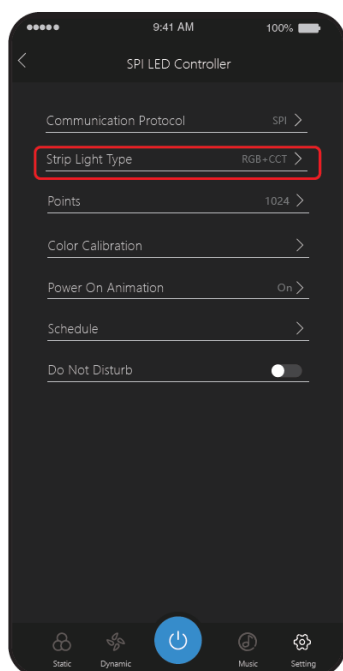 9:41 AM
100%
SPI LED Controller
Communication Protocol SPI
Strip Light Type RGB+CCT
Points 1024
Color Calibration
Power On Animation On
Schedule
Do Not Disturb
Static Dynamic Music Setting